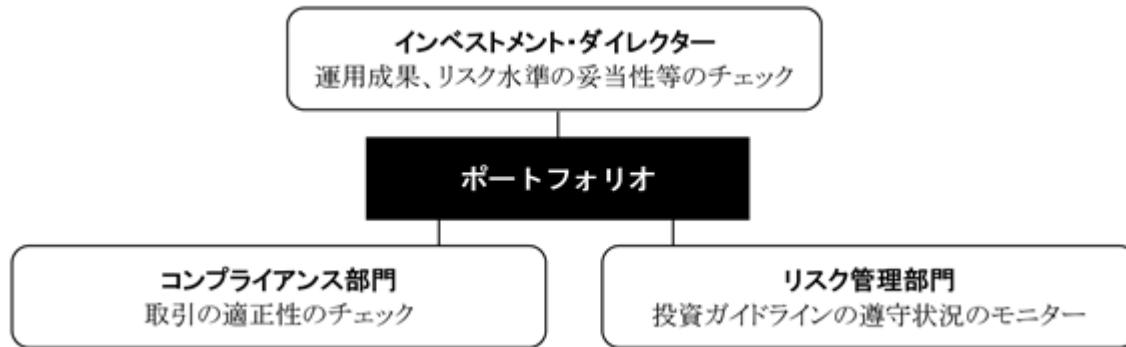 インベストメント・ダイレクター
運用成果、リスク水準の妥当性等のチェック
ポートフォリオ
コンプライアンス部門
取引の適正性のチェック
リスク管理部門
投資ガイドラインの遵守状況のモニター